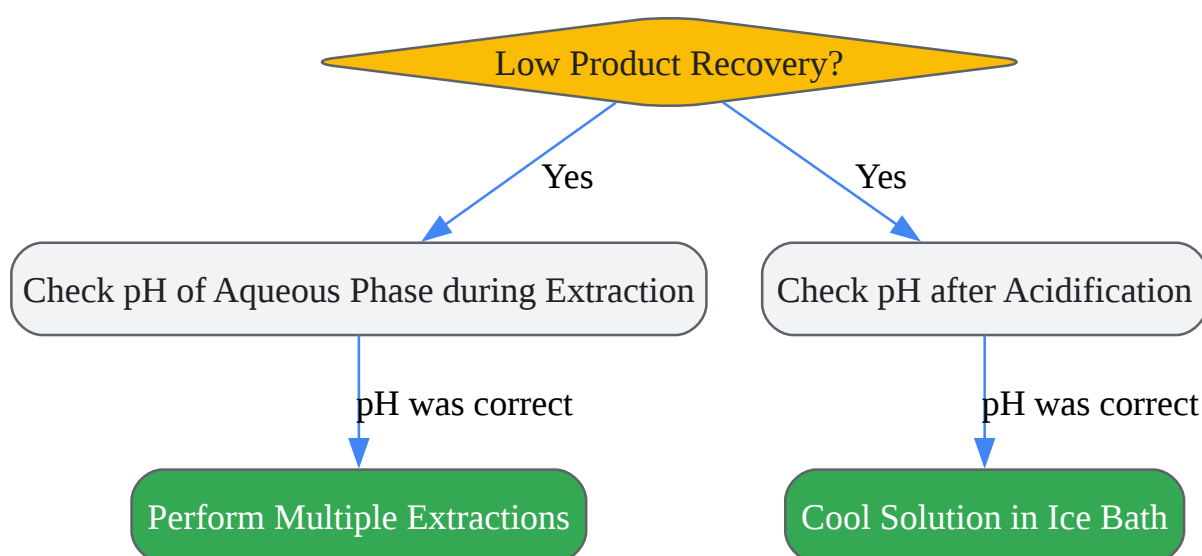 Low Product Recovery?
Yes
Yes
Check pH of Aqueous Phase during Extraction
Check pH after Acidification
pH was correct
pH was correct
Perform Multiple Extractions
Cool Solution in Ice Bath